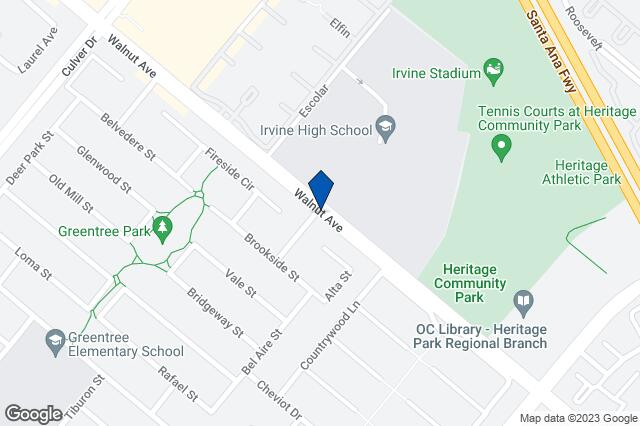 Laurel Ave
Culver Dr
Walnut Ave
Elfin
Escolar
Santa Ana Fwy
Roosevelt
Irvine Stadium
Irvine High School
Tennis Courts at Heritage
Community Park
Heritage
Athletic Park
Deer Park St
Belvedere St
Glenwood St
Old Mill St
Fireside Cir
Walnut Ave
Greentree Park
Loma St
Brookside St
Vale St
Bridgeway St
Alta St
Countrywood Ln
Bel Aire St
Heritage
Community
Park
OC Library - Heritage
Park Regional Branch
Greentree
Elementary School
Rafael St
Cheviot Dr
Tiburon St
Google
Map data ©2023 Google